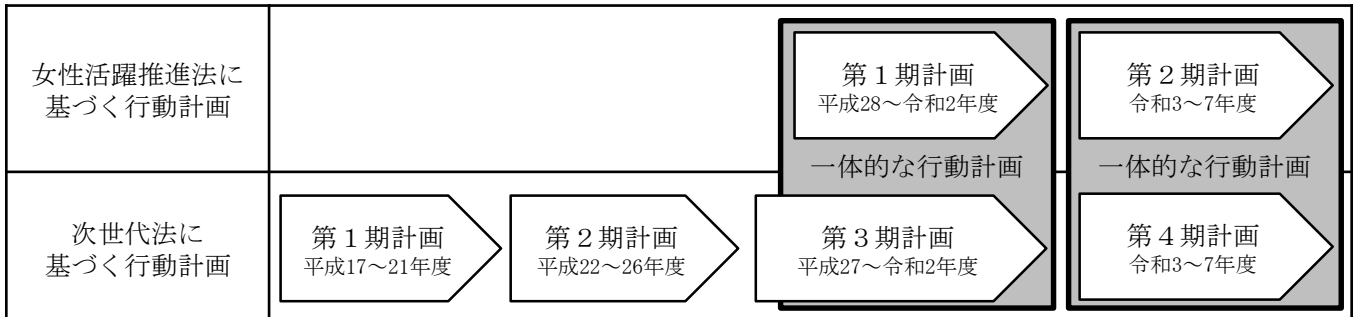 女性活躍推進法に
基づく行動計画
第１期計画
平成28～令和2年度
第２期計画
令和3～7年度
一体的な行動計画
一体的な行動計画
次世代法に
基づく行動計画
第１期計画
平成17～21年度
第２期計画
平成22～26年度
第３期計画
平成27～令和2年度
第４期計画
令和3～7年度